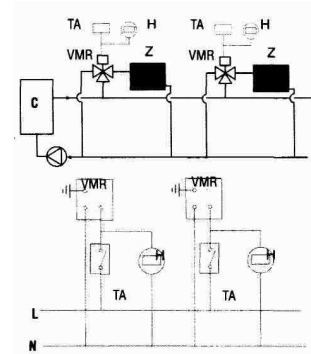 TA H TA H
VMR Z VMR Z
C
VMR VMR
H H
TA TA
L
N